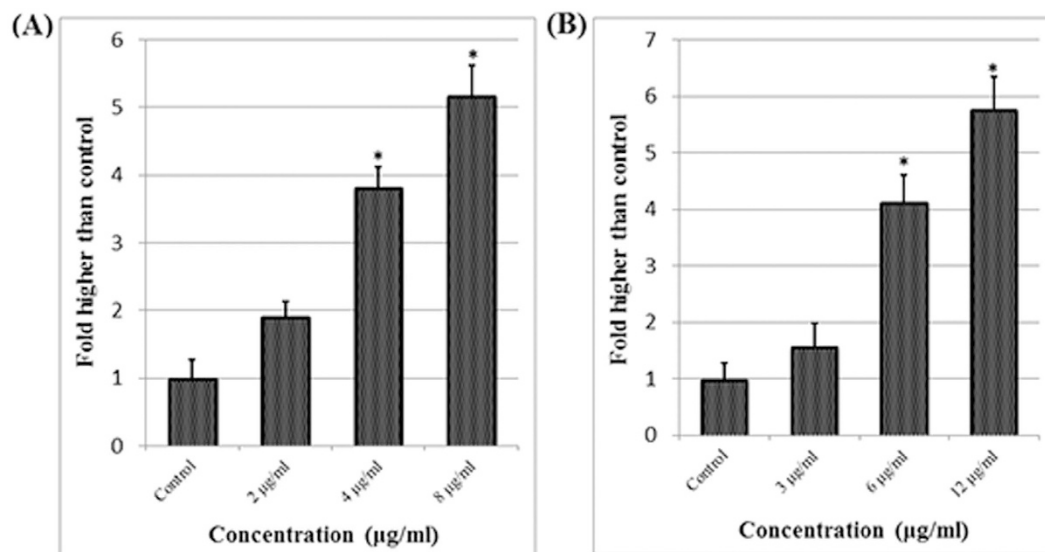 (A)
Fold higher than control
6
5
4
3
2
1
0
*
*
Control
2 µg/ml
4 µg/ml
8 µg/ml
Concentration (µg/ml)
(B)
Fold higher than control
7
6
5
4
3
2
1
0
*
*
Control
3 µg/ml
6 µg/ml
12 µg/ml
Concentration (µg/ml)